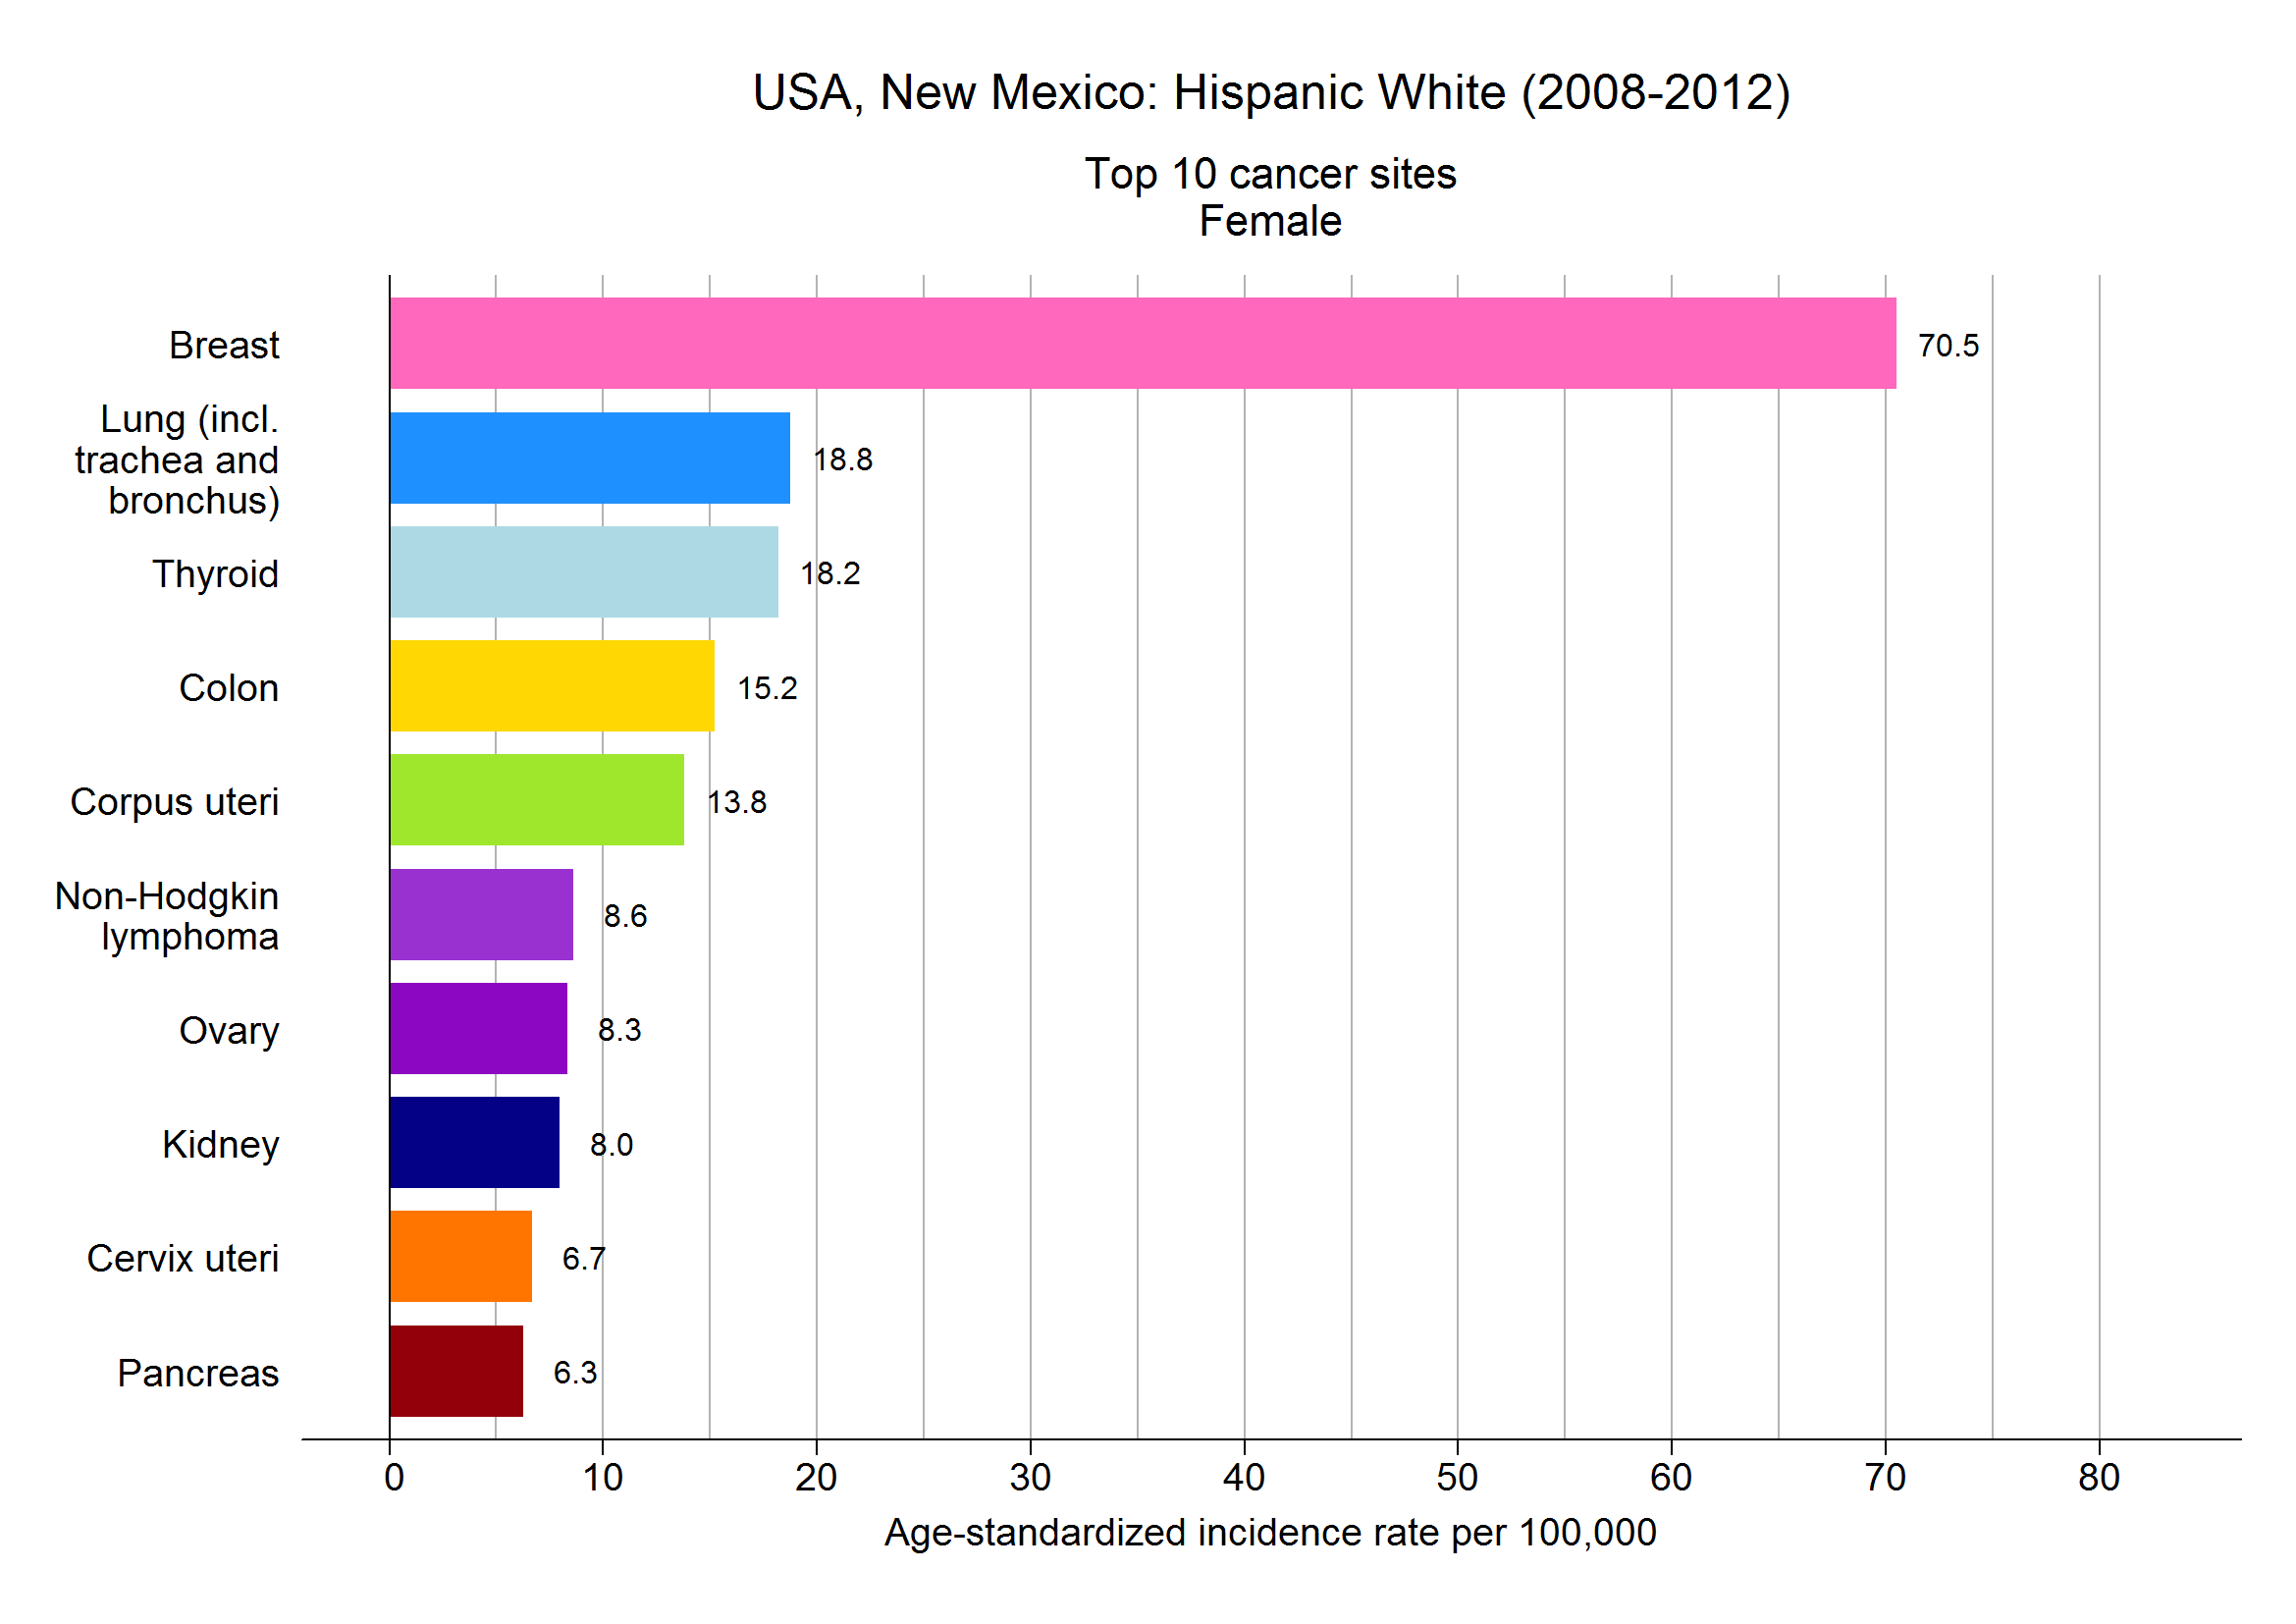 USA, New Mexico: Hispanic White (2008-2012)
Top 10 cancer sites
Female
Breast
70.5
Lung (incl.
trachea and
bronchus)
18.8
Thyroid
18.2
Colon
15.2
Corpus uteri
13.8
Non-Hodgkin
lymphoma
8.6
Ovary
8.3
Kidney
8.0
Cervix uteri
6.7
Pancreas
6.3
0 10 20 30 40 50 60 70 80
Age-standardized incidence rate per 100,000